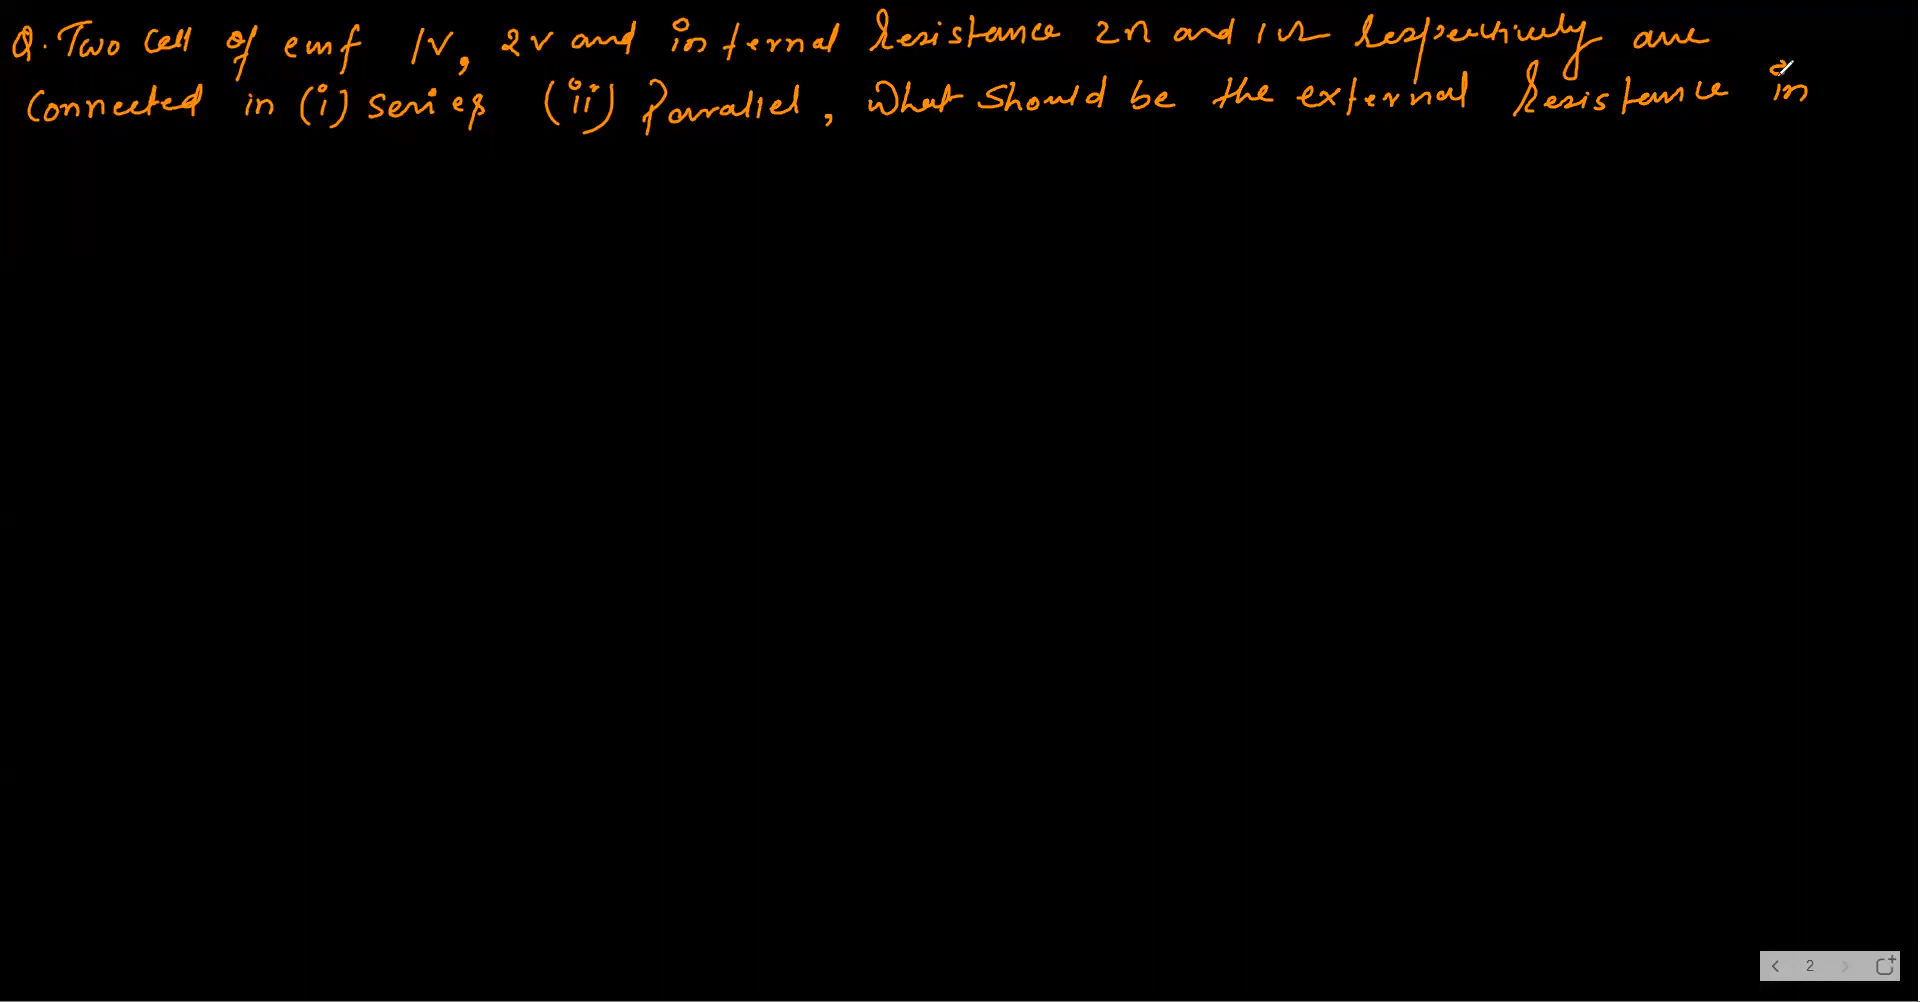 Q. Two cell of emf 1V, 2V and internal resistance 2Ω and 1Ω respectively are
connected in (i) series (ii) Parallel, what should be the external resistance in
2